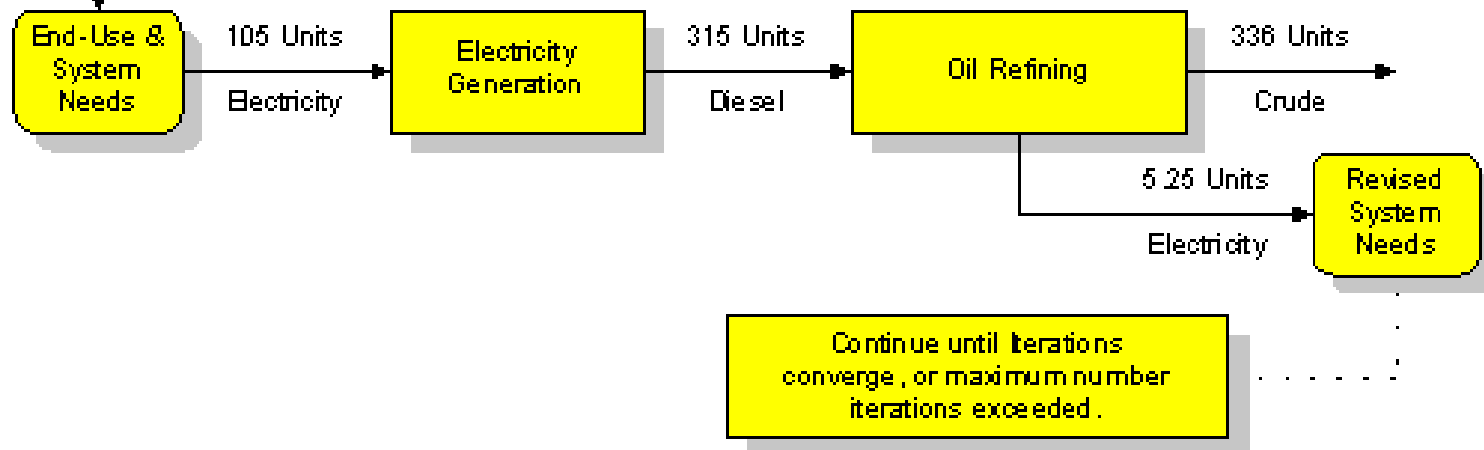 End-Use &
System
Needs
105 Units
Electricity
Electricity
Generation
315 Units
Diesel
Oil Refining
336 Units
Crude
5.25 Units
Electricity
Revised
System
Needs
Continue until Iterations
converge, or maximum number
iterations exceeded.